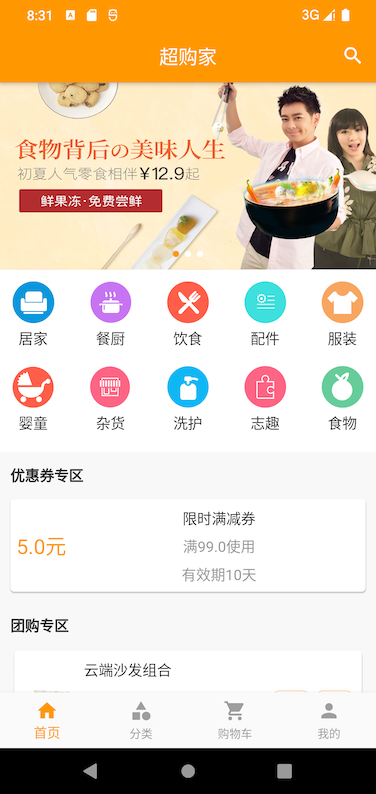 8:31
A
3G
超购家
食物背后の美味人生
初夏人气零食相伴¥12.9起
鲜果冻·免费尝鲜
居家
餐厨
饮食
配件
服装
婴童
杂货
洗护
志趣
食物
优惠券专区
5.0元
限时满减券
满99.0使用
有效期10天
团购专区
云端沙发组合
首页
分类
购物车
我的